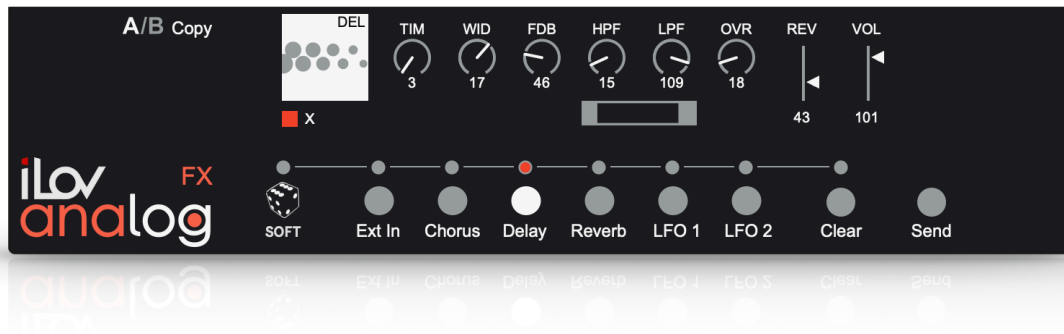 A/B Copy
DEL
TIM WID FDB HPF LPF OVR REV VOL
3 17 46 15 109 18 43 101
X
iLov FX
analog
SOFT Ext In Chorus Delay Reverb LFO 1 LFO 2 Clear Send